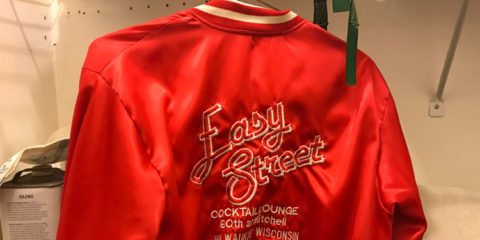 Easy
Street
COCKTAIL LOUNGE
60th and Mitchell
MILWAUKEE WISCONSIN